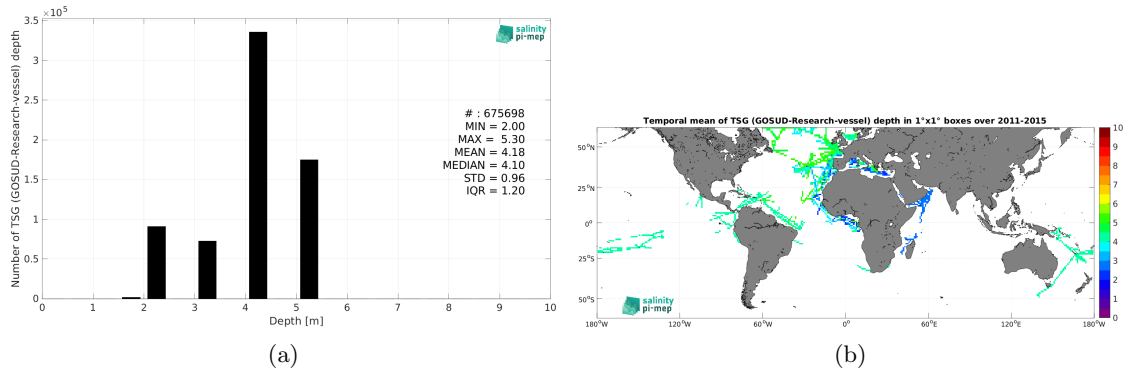 ×10⁵
3.5
3
2.5
2
1.5
1
0.5
0
Number of TSG (GOSUD-Research-vessel) depth
salinity
pi-mep
# : 675698
MIN = 2.00
MAX = 5.30
MEAN = 4.18
MEDIAN = 4.10
STD = 0.96
IQR = 1.20
0 1 2 3 4 5 6 7 8 9 10
Depth [m]
(a)
Temporal mean of TSG (GOSUD-Research-vessel) depth in 1°x1° boxes over 2011-2015
50°N
25°N
0°
25°S
50°S
180°W 120°W 60°W 0° 60°E 120°E 180°W
salinity
pi-mep
10
9
8
7
6
5
4
3
2
1
0
(b)